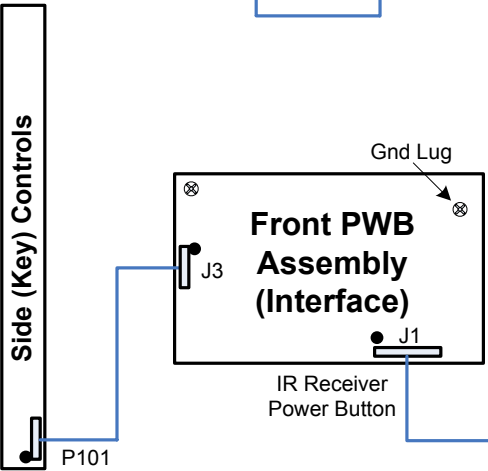 Side (Key) Controls
Gnd Lug
Front PWB
Assembly
(Interface)
J3
J1
IR Receiver
Power Button
P101